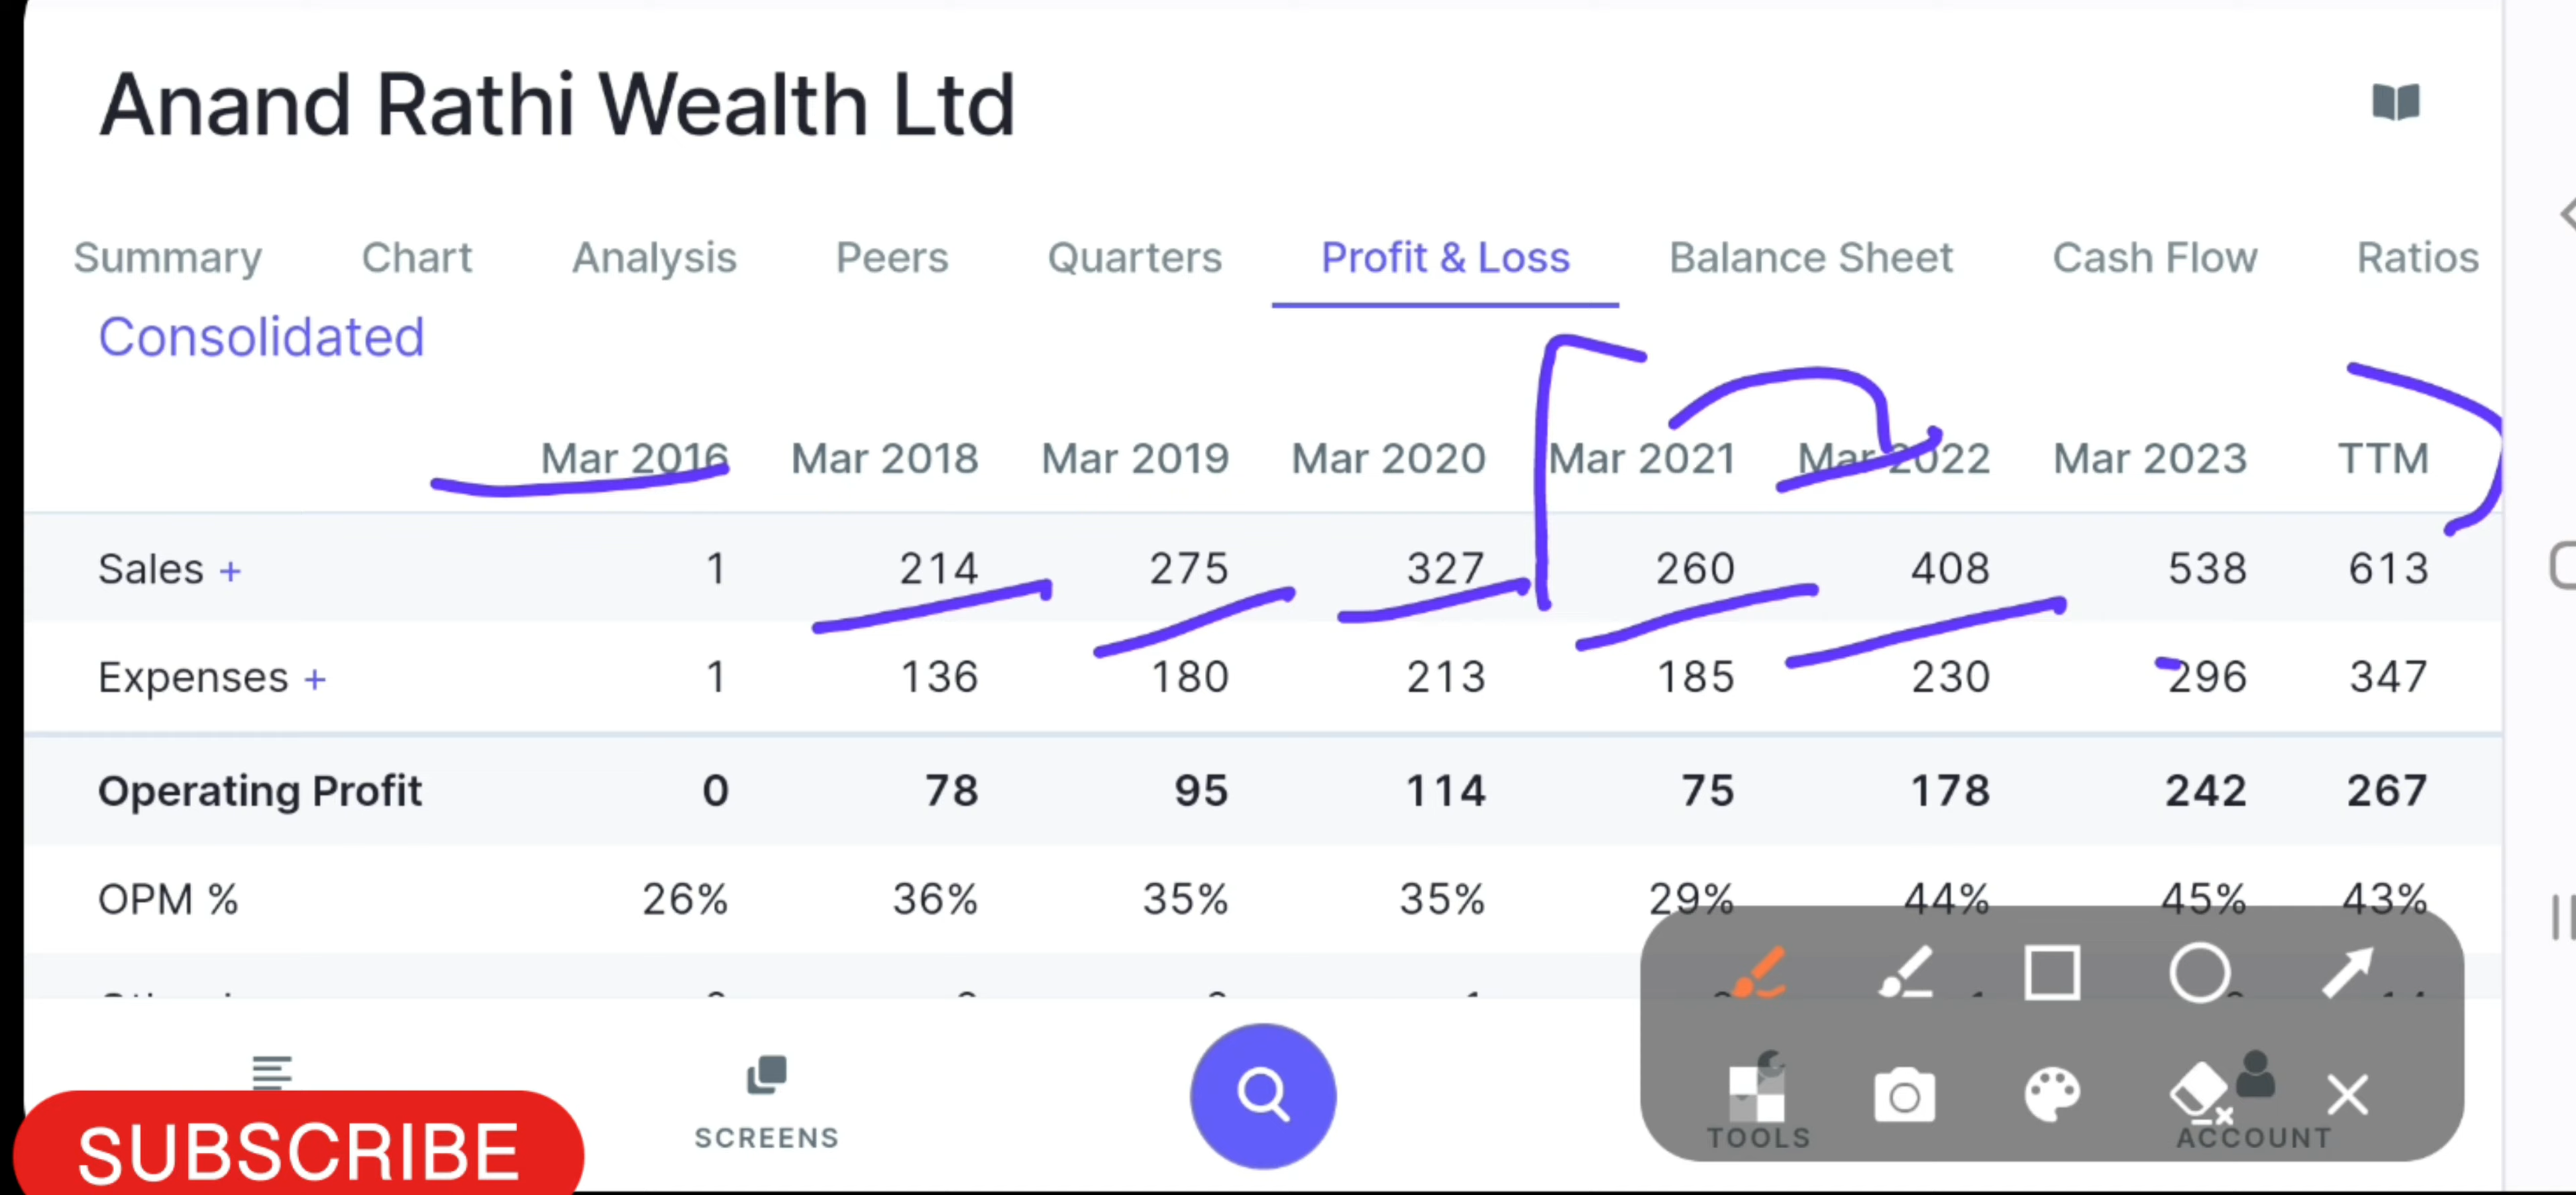 Anand Rathi Wealth Ltd
Summary Chart Analysis Peers Quarters Profit & Loss Balance Sheet Cash Flow Ratios
Consolidated
Mar 2016 Mar 2018 Mar 2019 Mar 2020 Mar 2021 Mar 2022 Mar 2023 TTM
Sales + 1 214 275 327 260 408 538 613
Expenses + 1 136 180 213 185 230 296 347
Operating Profit 0 78 95 114 75 178 242 267
OPM % 26% 36% 35% 35% 29% 44% 45% 43%
SCREENS TOOLS ACCOUNT
SUBSCRIBE